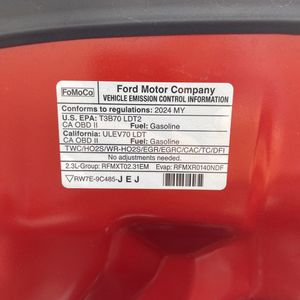 FoMoCo
Ford Motor Company
VEHICLE EMISSION CONTROL INFORMATION
Conforms to regulations: 2024 MY
U.S. EPA: T3B70 LDT2
CA OBD II Fuel: Gasoline
California: ULEV70 LDT
CA OBD II Fuel: Gasoline
TWC/HO2S/WR-HO2S/EGR/EGRC/CAC/TC/DFI
No adjustments needed.
2.3L-Group: RFMXT02.31EM Evap: RFMXR0140NDF
RW7E-9C485-JEJ